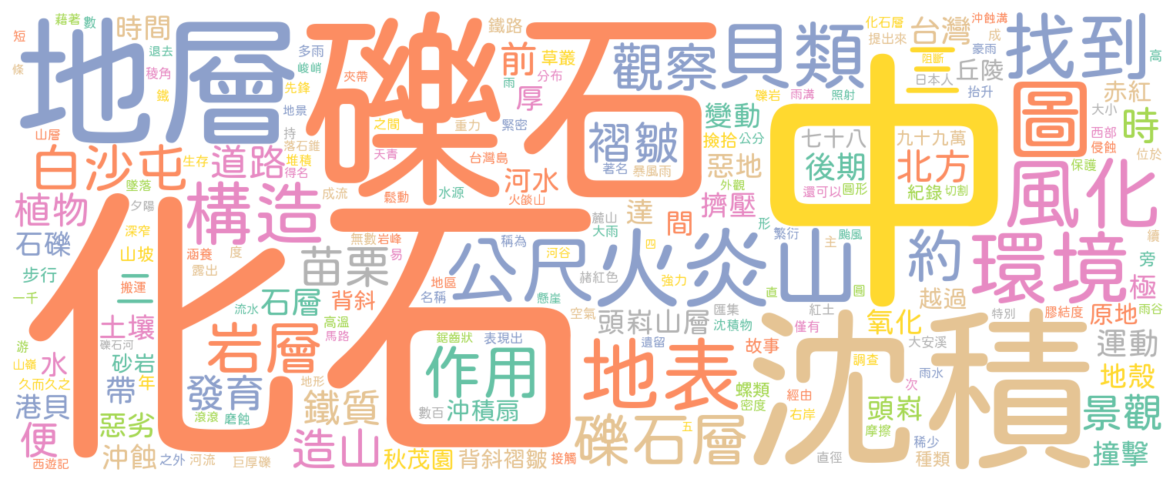 化石
礫石
中
沈積
地層
找到
圖
風化
環境
公尺
火炎山
地表
構造
岩層
貝類
觀察
褶皺
作用
礫石層
白沙屯
北方
約
苗栗
發育
造山
鐵質
景觀
台灣
三
二
時
時間
前
厚
道路
植物
河水
後期
變動
惡地
擠壓
間
達
丘陵
赤紅
撿拾
七十八
九十九萬
紀錄
還可以
圓形
切割
石礫
步行
土壤
水
砂岩
帶
年
港貝
便
惡劣
沖蝕
石層
背斜
沖積扇
數百
秋茂園
背斜褶皺
接觸
頭嵙山層
頭嵙
故事
螺類
密度
氧化
越過
極
旁
原地
運動
地殼
撞擊
種類
稀少
膠結度
雨谷
保護
侵蝕
西部
大小
位於
高
沖蝕溝
成
豪雨
阻斷
日本人
抬升
化石層
提出來
礫岩
雨溝
照射
公分
著名
暴風雨
外觀
草叢
分布
雨
緊密
鐵路
夾帶
之間
重力
天青
台灣島
火燄山
水源
鬆動
成流
多雨
峻峭
先鋒
地景
持
落石錐
堆積
得名
生存
墜落
夕陽
深窄
山坡
搬運
涵養
露出
度
無數
岩峰
易
地區
名稱
流水
懸崖
高溫
馬路
鋸齒狀
表現出
地形
礫石河
游
山嶺
一千
久而久之
滾滾
磨蝕
西遊記
之外
河流
巨厚礫
藉著
數
短
條
退去
稜角
鐵
山層
麓山
大雨
稱為
河谷
赭紅色
四
強力
形
繁衍
主
颱風
直
圓
空氣
匯集
沈積物
紅土
僅有
遺留
大安溪
特別
調查
雨水
次
經由
右岸
摩擦
五
直徑
續